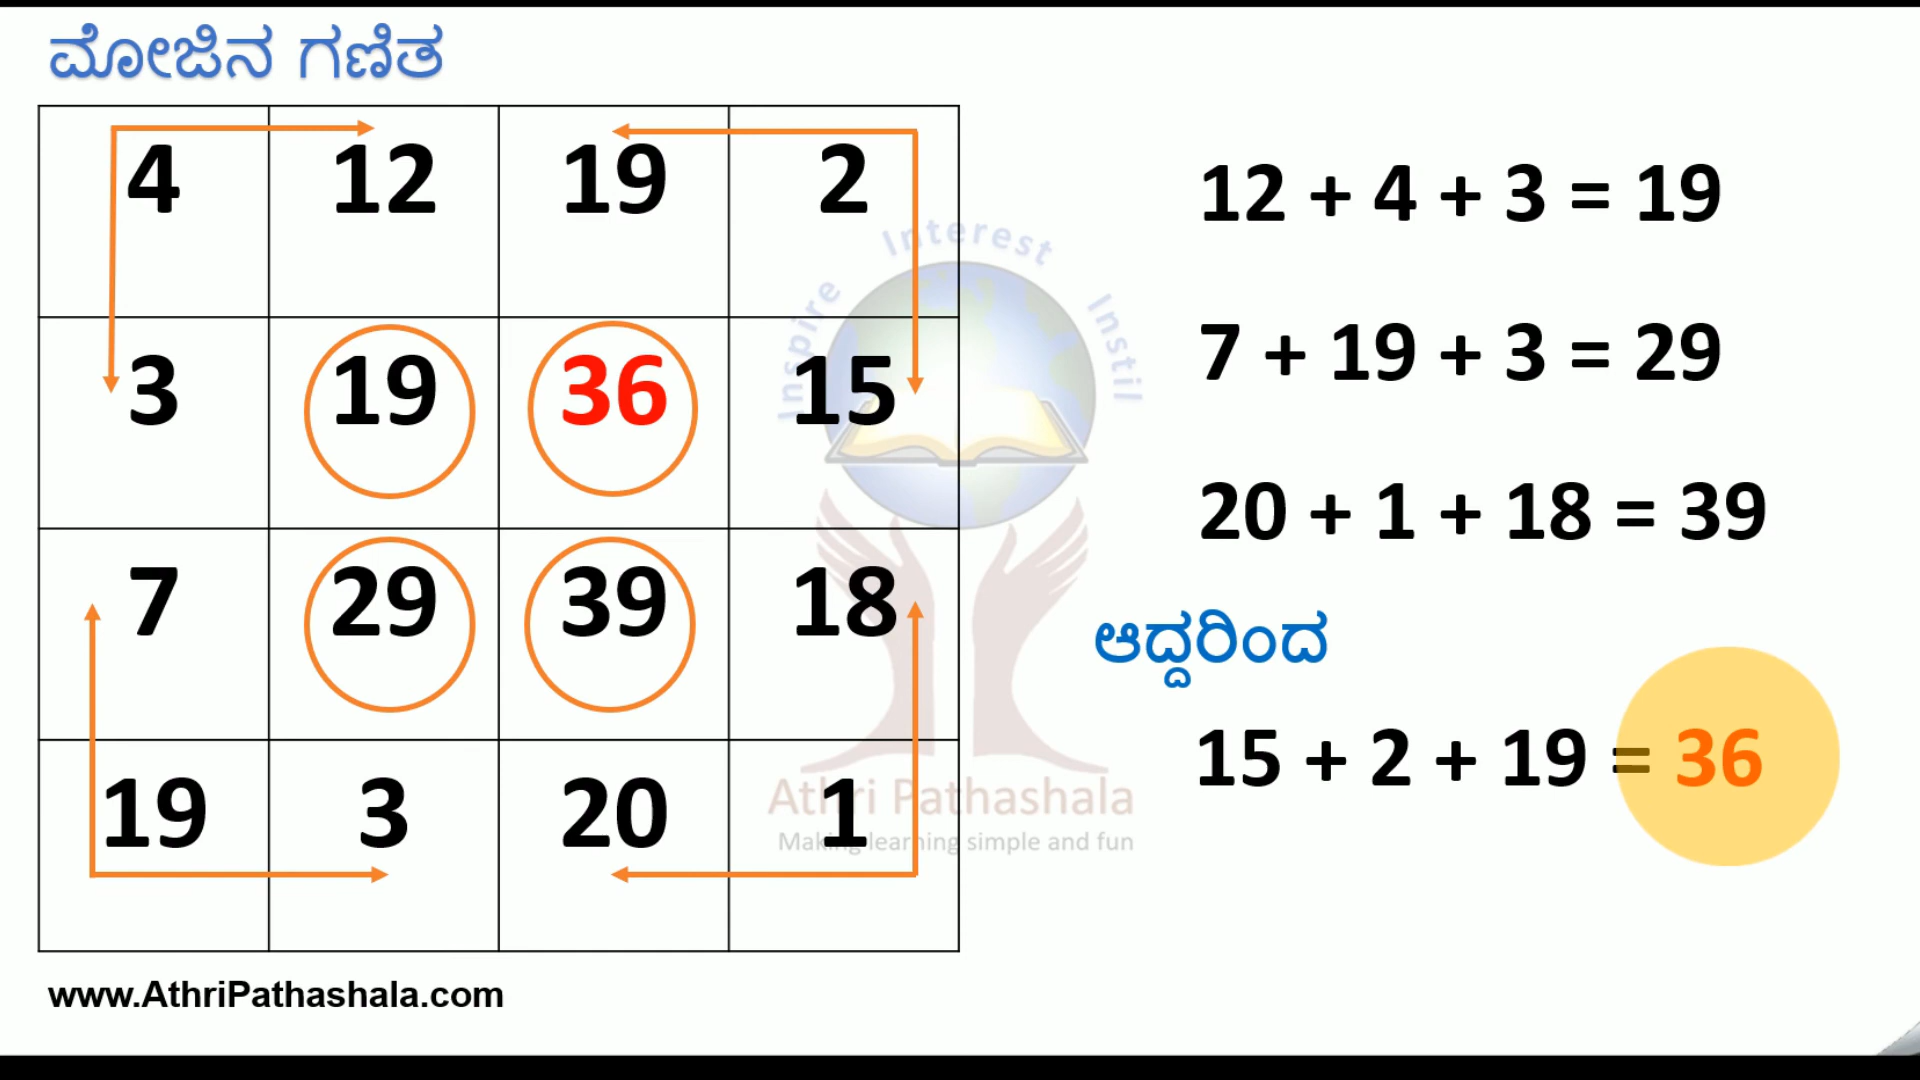 ಮೋಜಿನ ಗಣಿತ
4 12 19 2
3 19 36 15
7 29 39 18
19 3 20 1
12 + 4 + 3 = 19
7 + 19 + 3 = 29
20 + 1 + 18 = 39
ಆದ್ದರಿಂದ
15 + 2 + 19 = 36
Inspire Interest Instil
Athri Pathashala
Making learning simple and fun
www.AthriPathashala.com